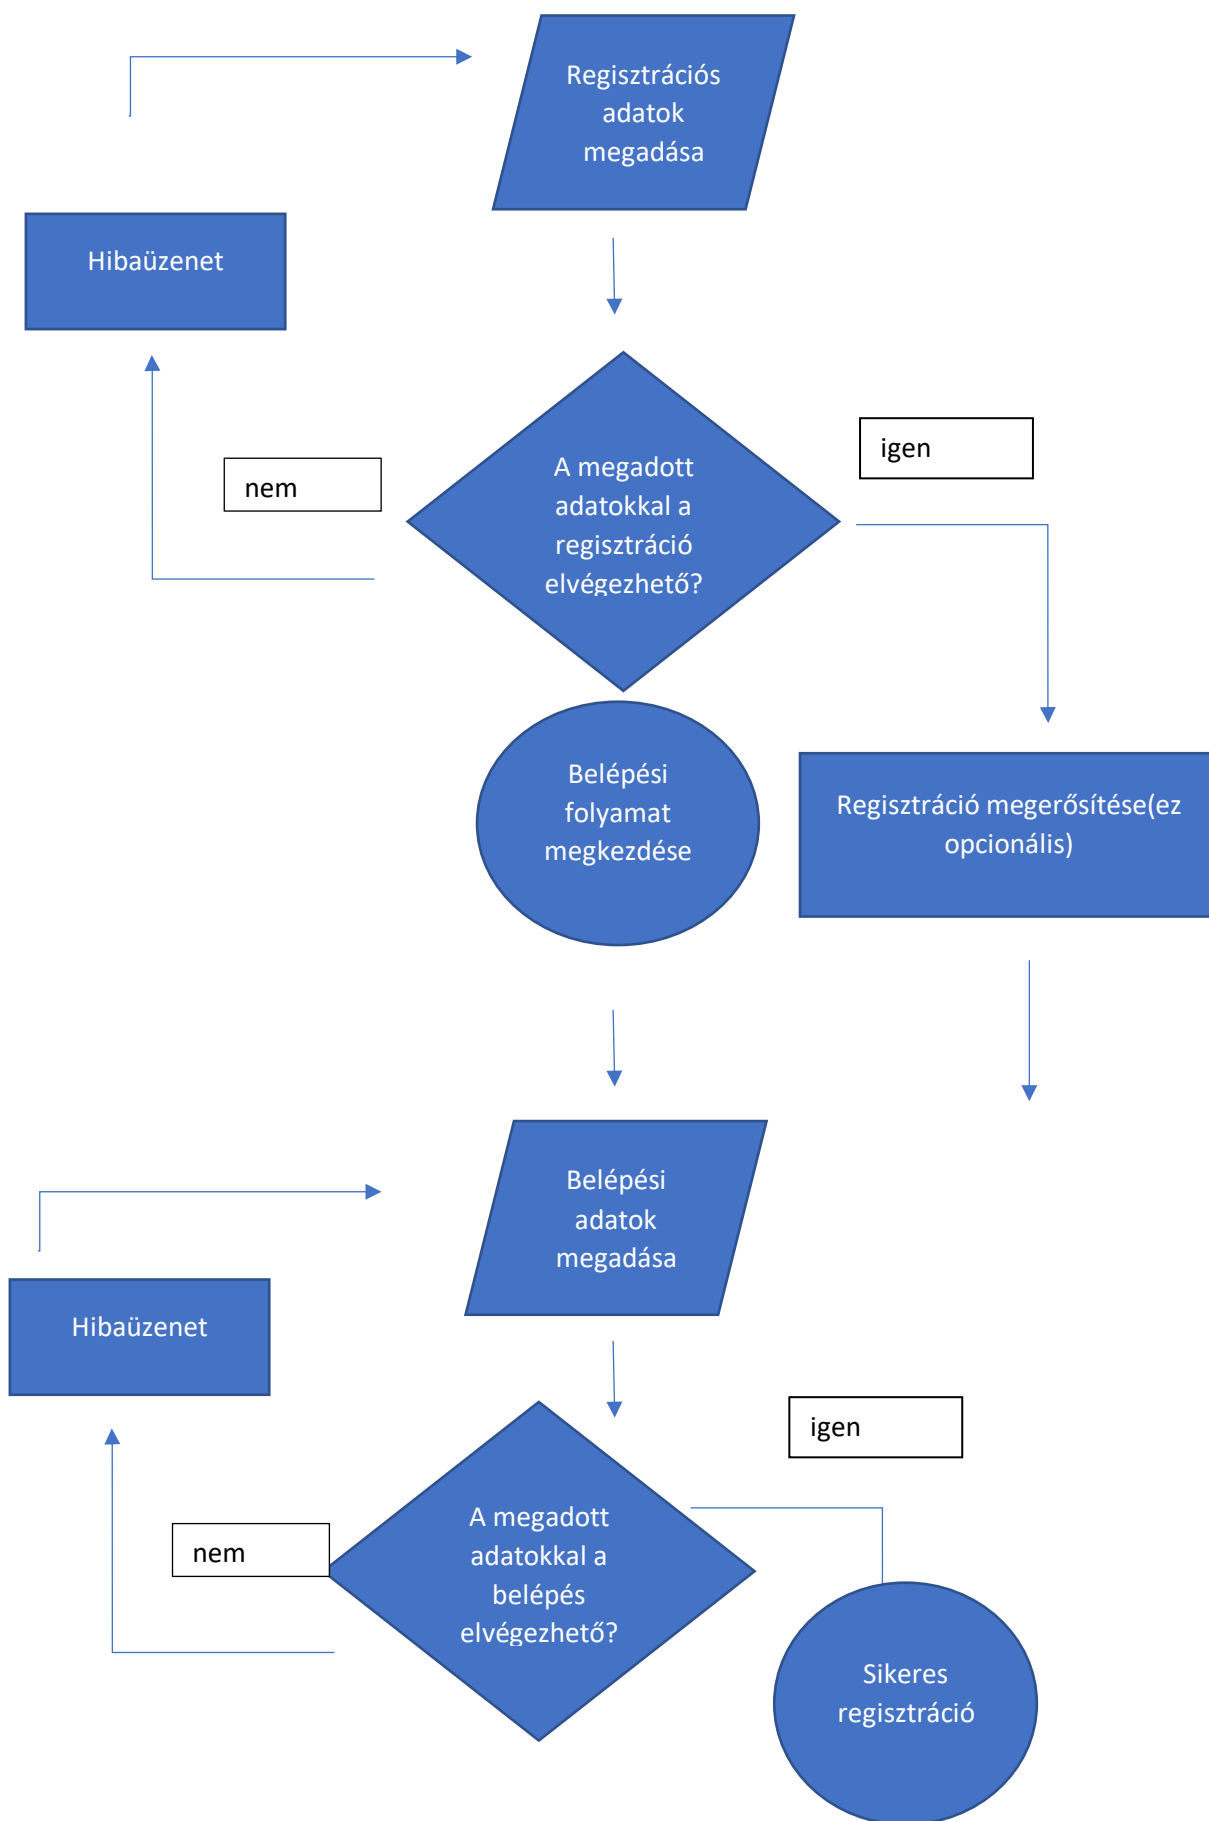 Regisztrációs
adatok
megadása
Hibaüzenet
igen
nem
A megadott
adatokkal a
regisztráció
elvégezhető?
Belépési
folyamat
megkezdése
Regisztráció megerősítése(ez
opcionális)
Belépési
adatok
megadása
Hibaüzenet
igen
nem
A megadott
adatokkal a
belépés
elvégezhető?
Sikeres
regisztráció